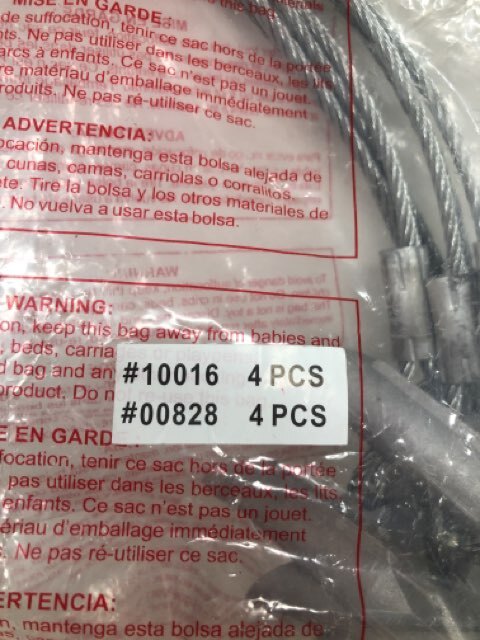 MISE EN GARDE:
de suffocation, tenir ce sac hors de la portée
nts. Ne pas utiliser dans les berceaux, les lits
arcs à enfants. Ce sac n'est pas un jouet.
re matériau d'emballage immédiatement
roduits. Ne pas ré-utiliser ce sac.
ADVERTENCIA:
ocación, mantenga esta bolsa alejada de
cunas, camas, carriolas o corralitos.
te. Tire la bolsa y los otros materiales de
. No vuelva a usar esta bolsa.
WARNING:
on, keep this bag away from babies and
, beds, carria
d bag and an
product. Do n
#10016 4 PCS
#00828 4 PCS
E EN GARD
focation, tenir ce sac hors de la portée
pas utiliser dans les berceaux, les lits
enfants. Ce sac n'est pas un jouet.
tériau d'emballage immédiatement
. Ne pas ré-utiliser ce sac.
ERTENCIA:
n, mantenga esta bolsa alejada de